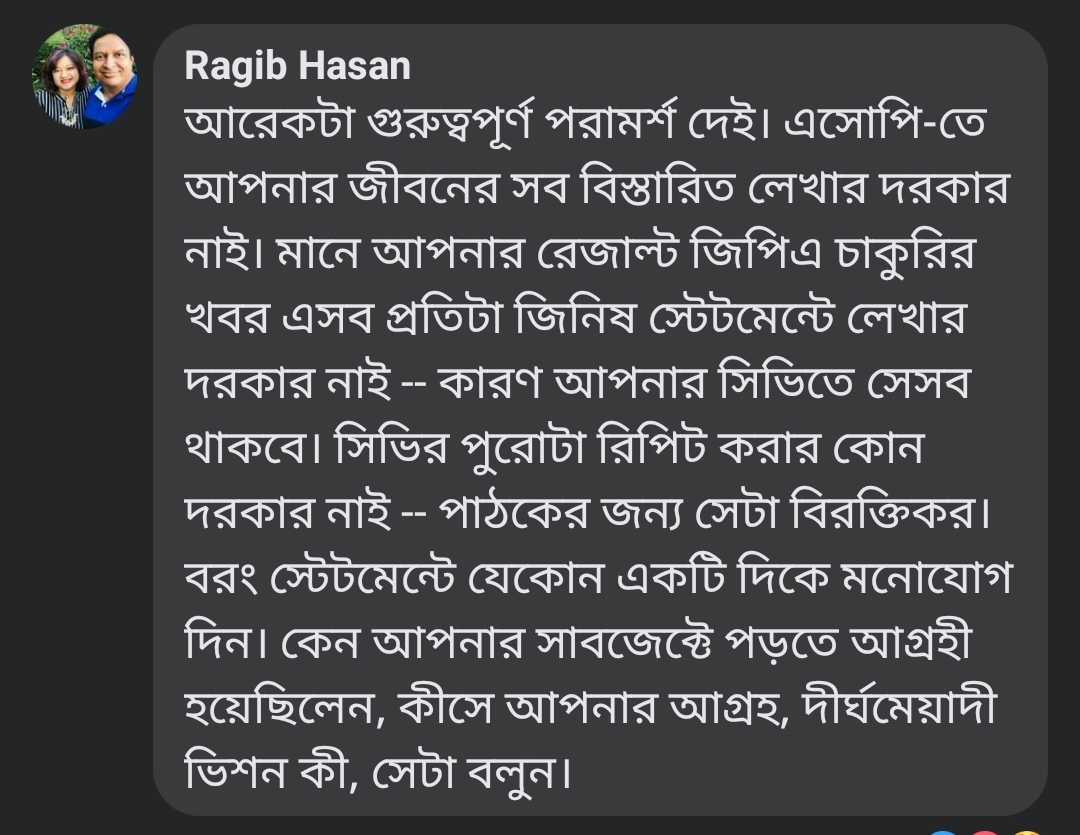 Ragib Hasan
আরেকটা গুরুত্বপূর্ণ পরামর্শ দেই। এসোপি-তে
আপনার জীবনের সব বিস্তারিত লেখার দরকার
নাই। মানে আপনার রেজাল্ট জিপিএ চাকুরির
খবর এসব প্রতিটা জিনিষ স্টেটমেন্টে লেখার
দরকার নাই -- কারণ আপনার সিভিতে সেসব
থাকবে। সিভির পুরোটা রিপিট করার কোন
দরকার নাই -- পাঠকের জন্য সেটা বিরক্তিকর।
বরং স্টেটমেন্টে যেকোন একটি দিকে মনোযোগ
দিন। কেন আপনার সাবজেক্টে পড়তে আগ্রহী
হয়েছিলেন, কীসে আপনার আগ্রহ, দীর্ঘমেয়াদী
ভিশন কী, সেটা বলুন।